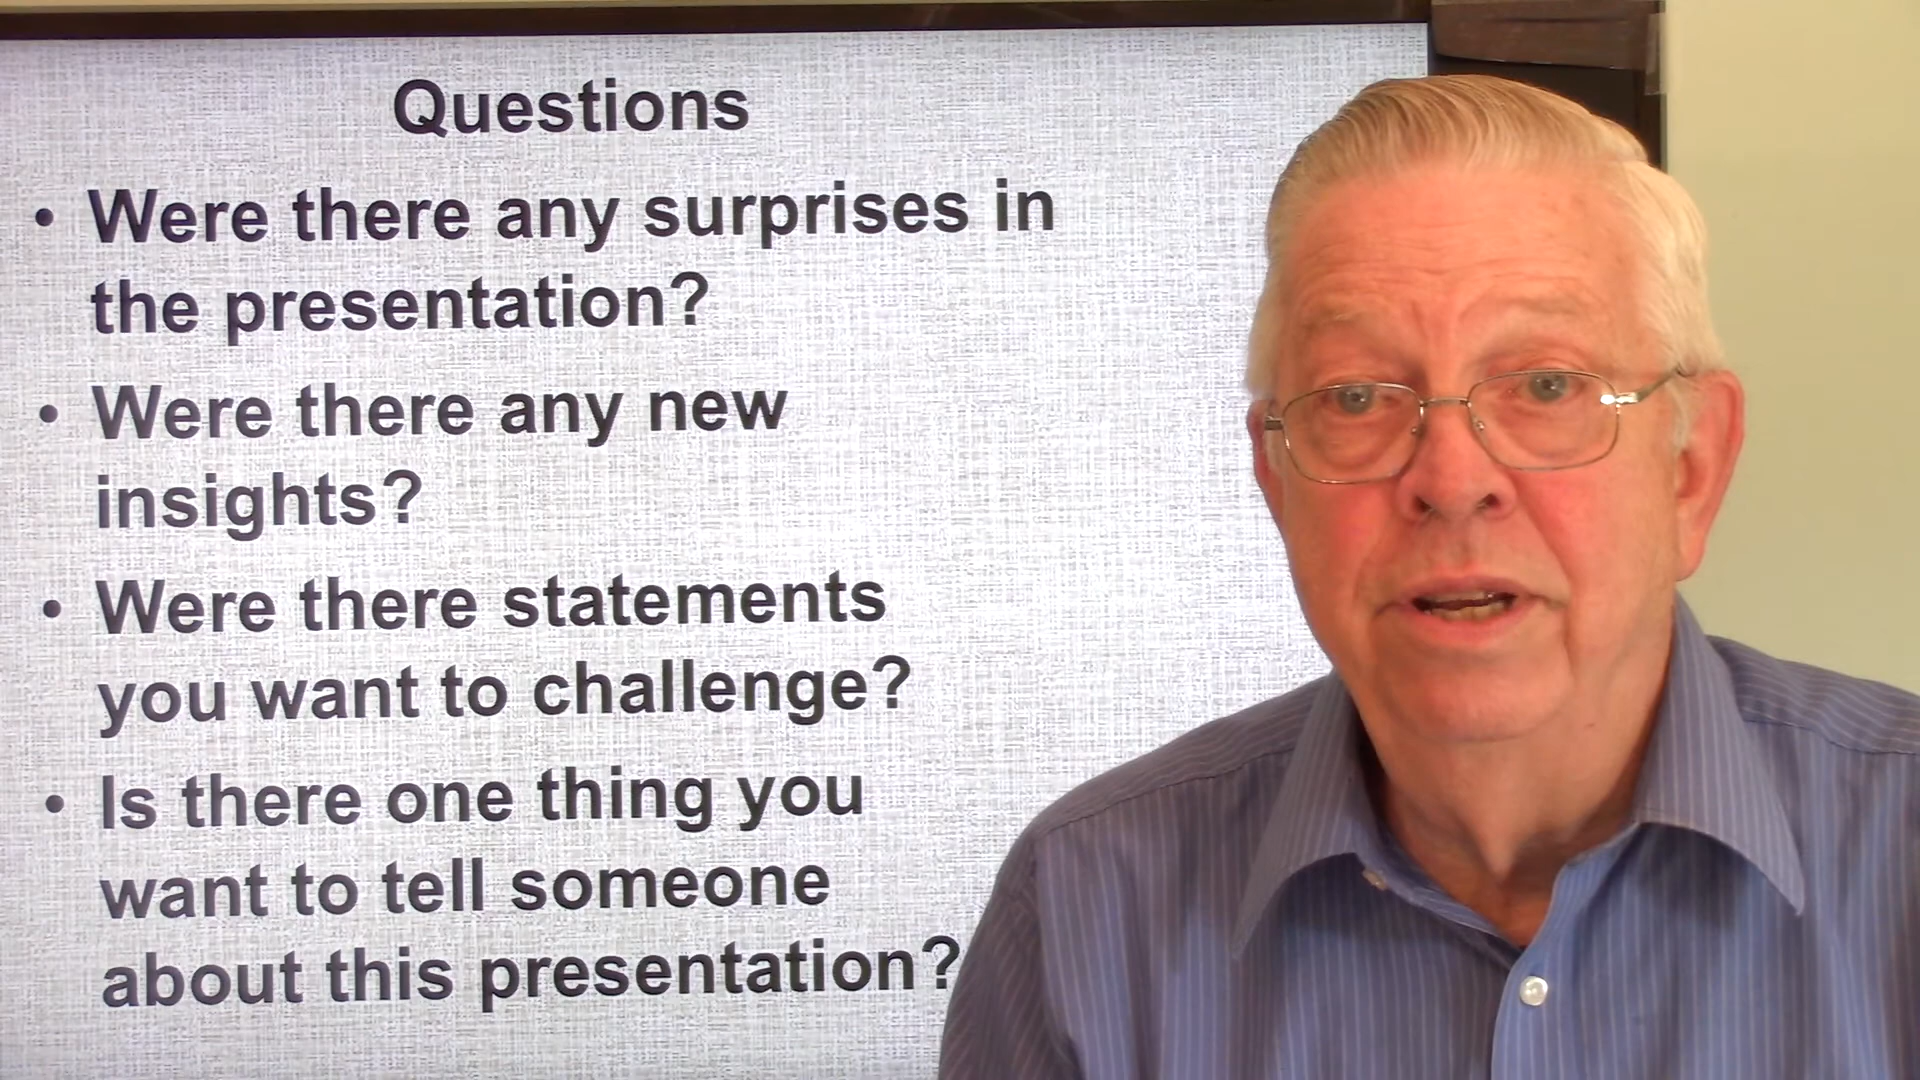 Questions
• Were there any surprises in
the presentation?
• Were there any new
insights?
• Were there statements
you want to challenge?
• Is there one thing you
want to tell someone
about this presentation?